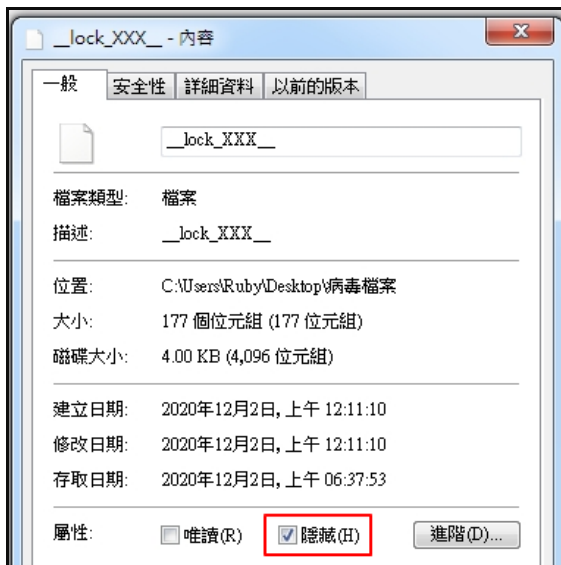 __lock_XXX__ - 內容
一般 安全性 詳細資料 以前的版本
__lock_XXX__
檔案類型: 檔案
描述: __lock_XXX__
位置: C:\Users\Ruby\Desktop\病毒檔案
大小: 177 個位元組 (177 位元組)
磁碟大小: 4.00 KB (4,096 位元組)
建立日期: 2020年12月2日, 上午 12:11:10
修改日期: 2020年12月2日, 上午 12:11:10
存取日期: 2020年12月2日, 上午 06:37:53
屬性: 唯讀(R) 隱藏(H) 進階(D)...